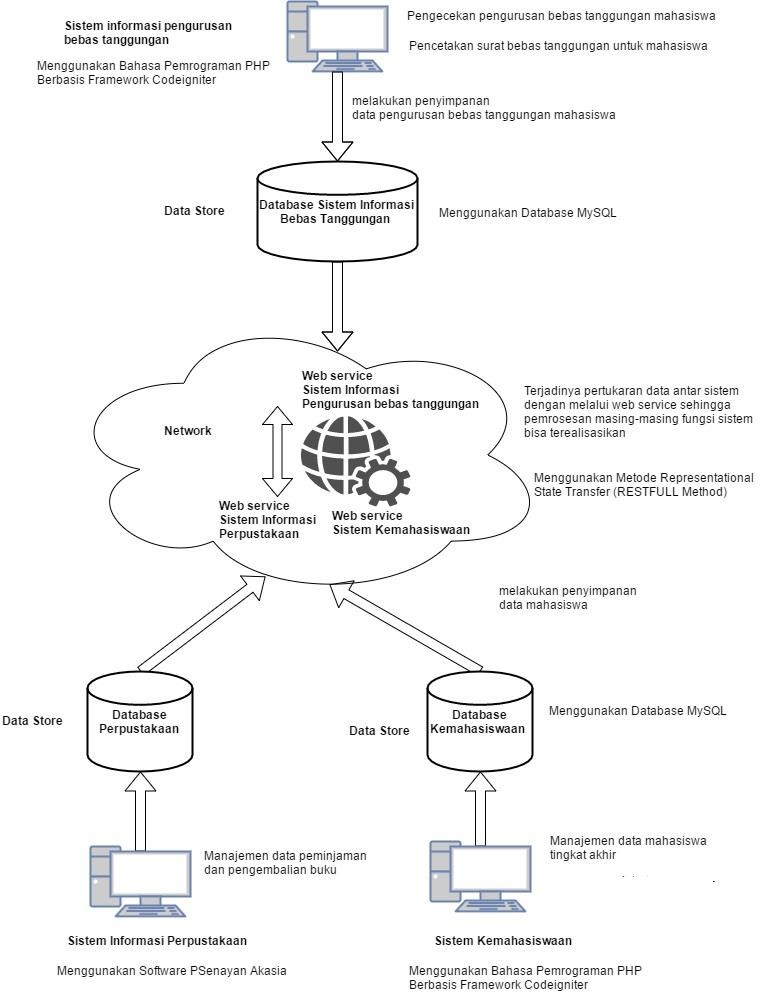 Sistem informasi pengurusan
bebas tanggungan
Menggunakan Bahasa Pemrograman PHP
Berbasis Framework Codeigniter
Pengecekan pengurusan bebas tanggungan mahasiswa
Pencetakan surat bebas tanggungan untuk mahasiswa
melakukan penyimpanan
data pengurusan bebas tanggungan mahasiswa
Data Store
Database Sistem Informasi
Bebas Tanggungan
Menggunakan Database MySQL
Web service
Sistem Informasi
Pengurusan bebas tanggungan
Network
Terjadinya pertukaran data antar sistem
dengan melalui web service sehingga
pemrosesan masing-masing fungsi sistem
bisa terealisasikan
Menggunakan Metode Representational
State Transfer (RESTFULL Method)
Web service
Sistem Informasi
Perpustakaan
Web service
Sistem Kemahasiswaan
melakukan penyimpanan
data mahasiswa
Data Store
Database
Perpustakaan
Data Store
Database
Kemahasiswaan
Menggunakan Database MySQL
Manajemen data peminjaman
dan pengembalian buku
Manajemen data mahasiswa
tingkat akhir
Sistem Informasi Perpustakaan
Menggunakan Software PSenayan Akasia
Sistem Kemahasiswaan
Menggunakan Bahasa Pemrograman PHP
Berbasis Framework Codeigniter